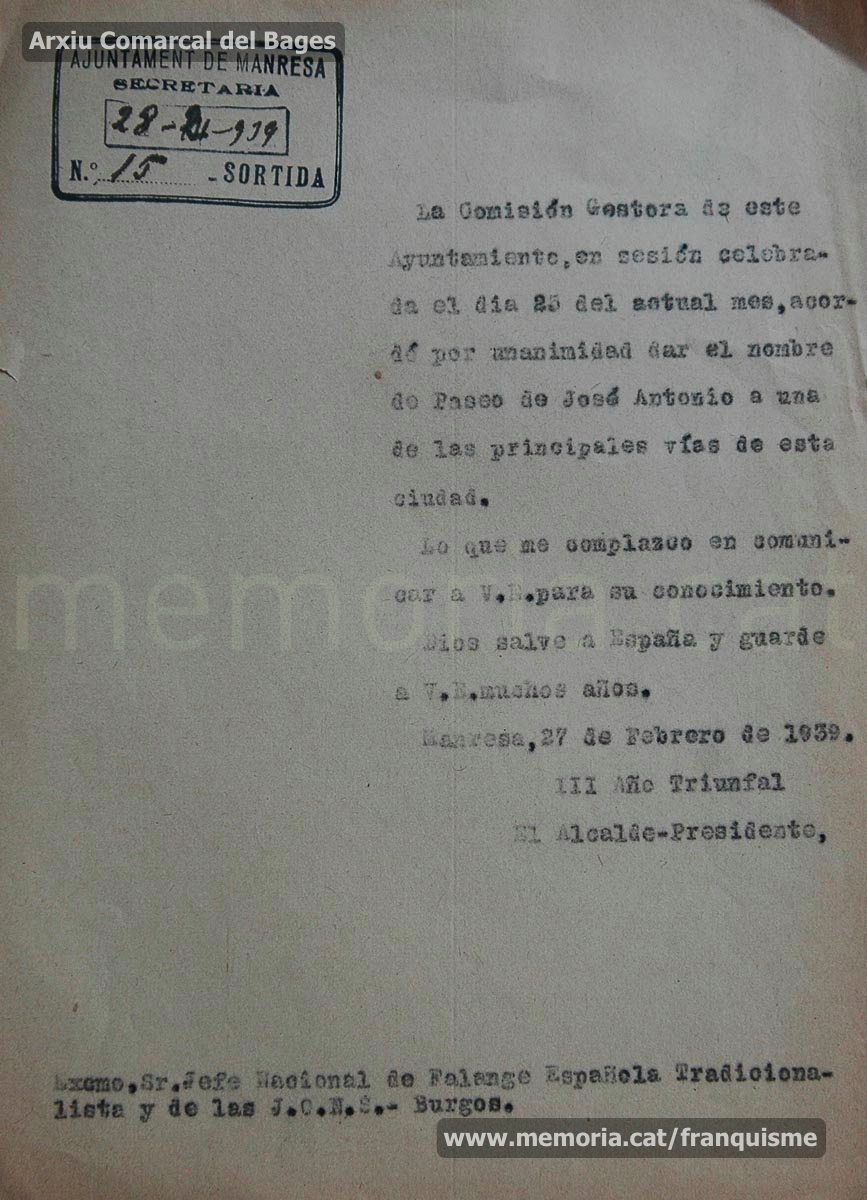 Arxiu Comarcal del Bages
AJUNTAMENT DE MANRESA
SECRETARIA
28-II-939
N.º 15 - SORTIDA
La Comisión Gestora de este
Ayuntamiento,en sesión celebra-
da el dia 25 del actual mes,acor-
dó por unanimidad dar el nombre
de Paseo de José Antonio a una
de las principales vías de esta
ciudad.
Lo que me complazco en comuni-
car a V.E.para su conocimiento.
Dios salve a España y guarde
a V.E.muchos años.
Manresa,27 de Febrero de 1939.
III Año Triunfal
El Alcalde-Presidente,
memoria.cat
Excmo.Sr.Jefe Nacional de Falange Española Tradiciona-
lista y de las J.O.N.S.- Burgos.
www.memoria.cat/franquisme